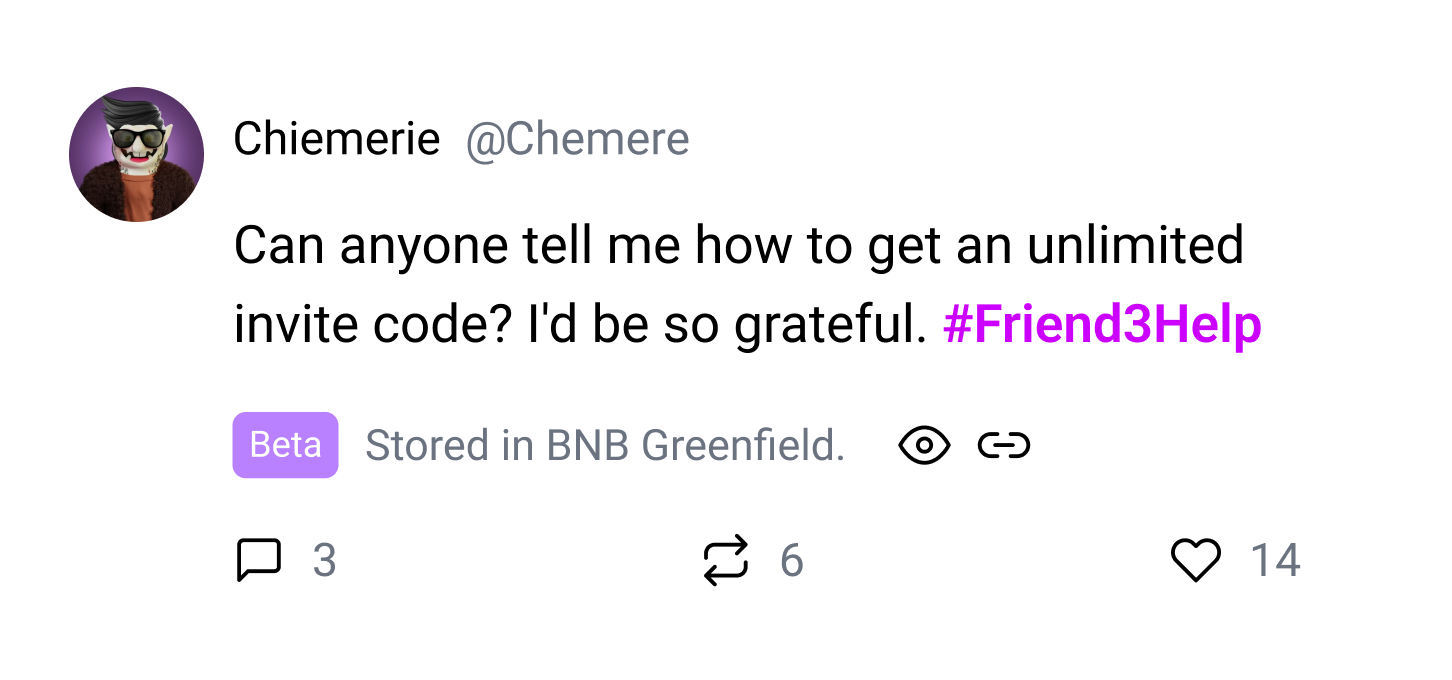 Chiemerie @Chemere
Can anyone tell me how to get an unlimited
invite code? I'd be so grateful. #Friend3Help
Beta Stored in BNB Greenfield.
3 6 14